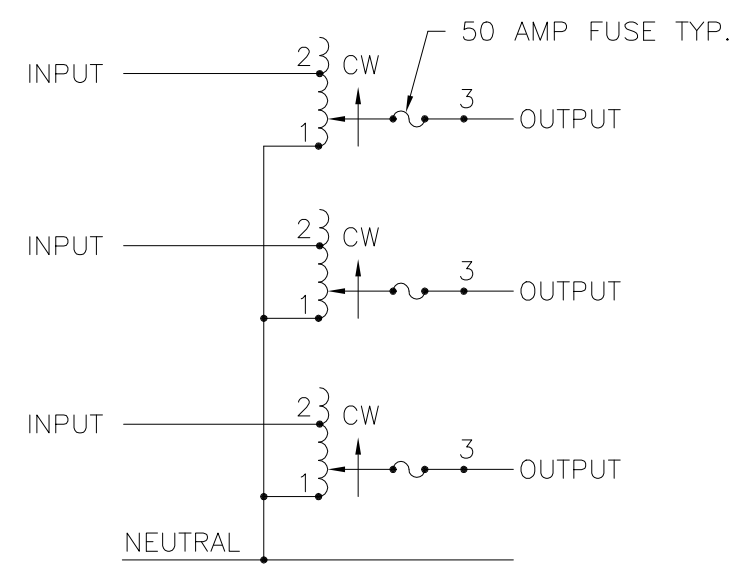 50 AMP FUSE TYP.
2 CW
INPUT
3
1 OUTPUT
2 CW
INPUT
3
1 OUTPUT
2 CW
INPUT
3
1 OUTPUT
NEUTRAL